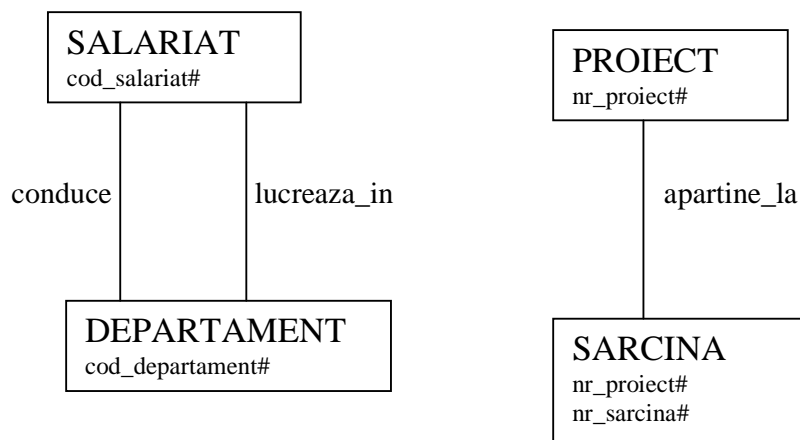 SALARIAT
cod_salariat#
conduce
lucreaza_in
DEPARTAMENT
cod_departament#
PROIECT
nr_proiect#
apartine_la
SARCINA
nr_proiect#
nr_sarcina#